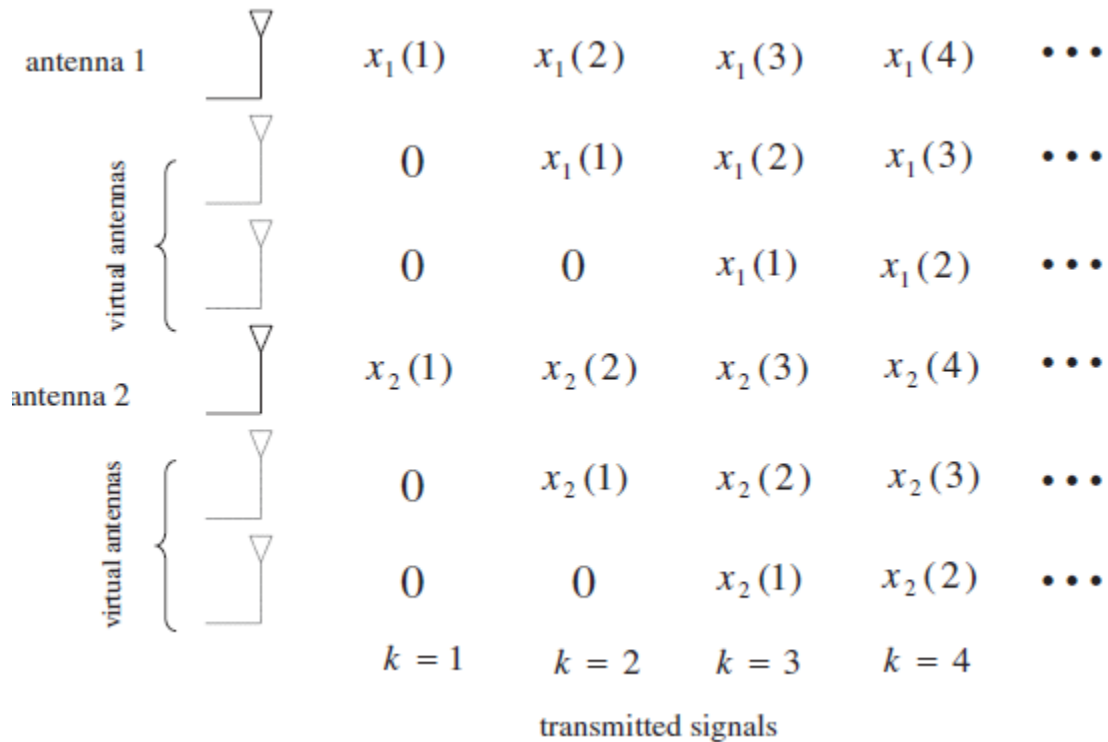 antenna 1 x₁(1) x₁(2) x₁(3) x₁(4) •••
virtual antennas
0 x₁(1) x₁(2) x₁(3) •••
0 0 x₁(1) x₁(2) •••
antenna 2 x₂(1) x₂(2) x₂(3) x₂(4) •••
virtual antennas
0 x₂(1) x₂(2) x₂(3) •••
0 0 x₂(1) x₂(2) •••
k = 1 k = 2 k = 3 k = 4
transmitted signals